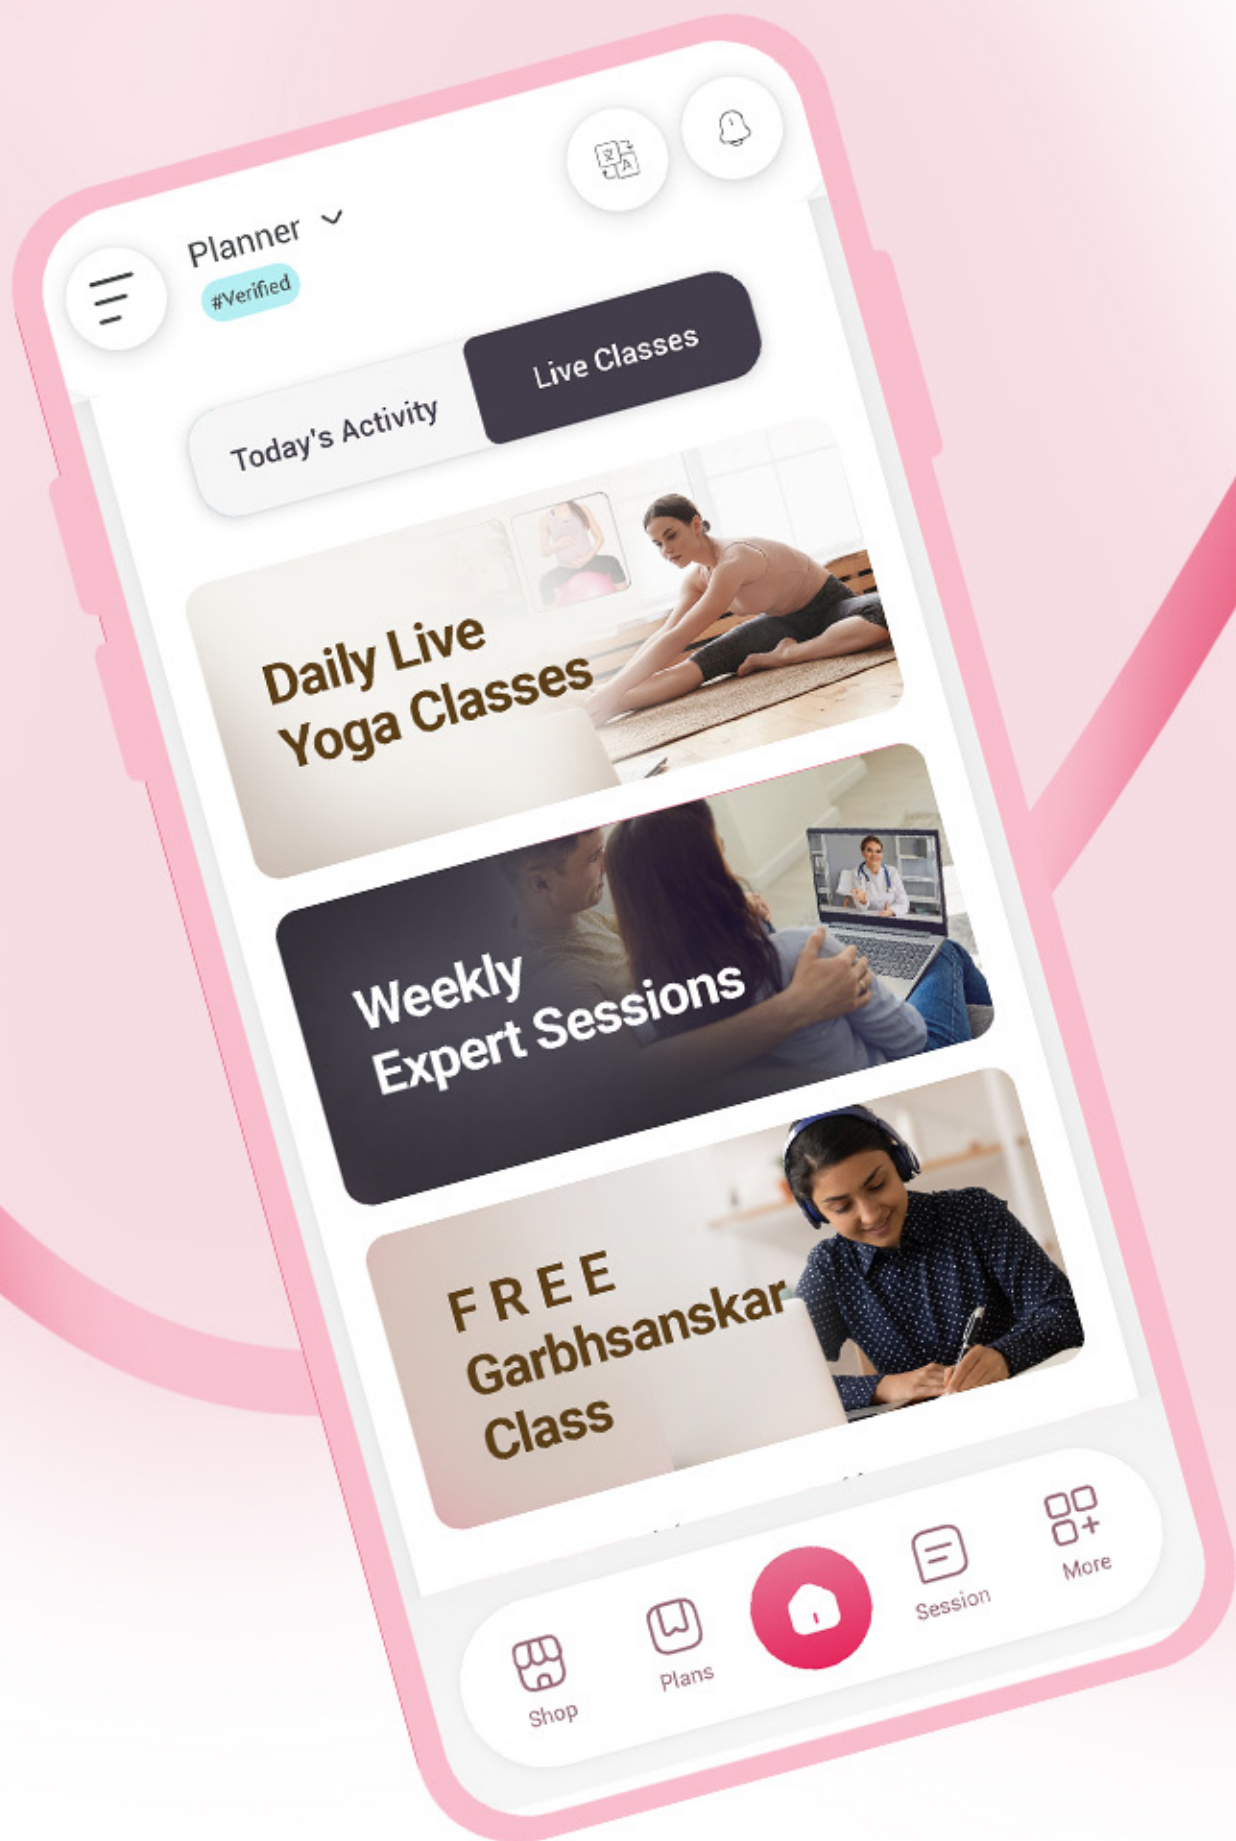 Planner
#Verified
Today's Activity
Live Classes
Daily Live
Yoga Classes
Weekly
Expert Sessions
FREE
Garbhsanskar
Class
Shop
Plans
Session
More